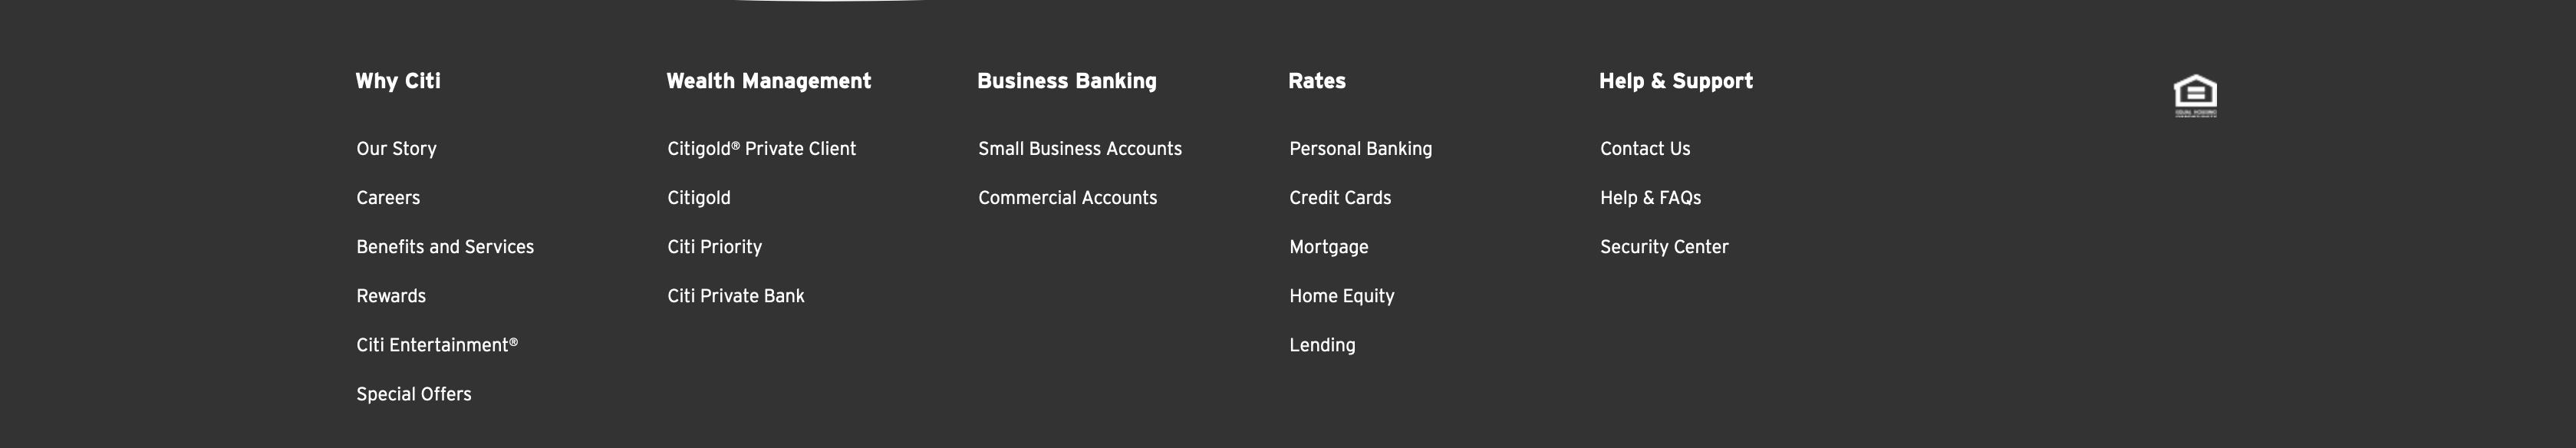 Why Citi
Our Story
Careers
Benefits and Services
Rewards
Citi Entertainment®
Special Offers
Wealth Management
Citigold® Private Client
Citigold
Citi Priority
Citi Private Bank
Business Banking
Small Business Accounts
Commercial Accounts
Rates
Personal Banking
Credit Cards
Mortgage
Home Equity
Lending
Help & Support
Contact Us
Help & FAQs
Security Center
EQUAL HOUSING